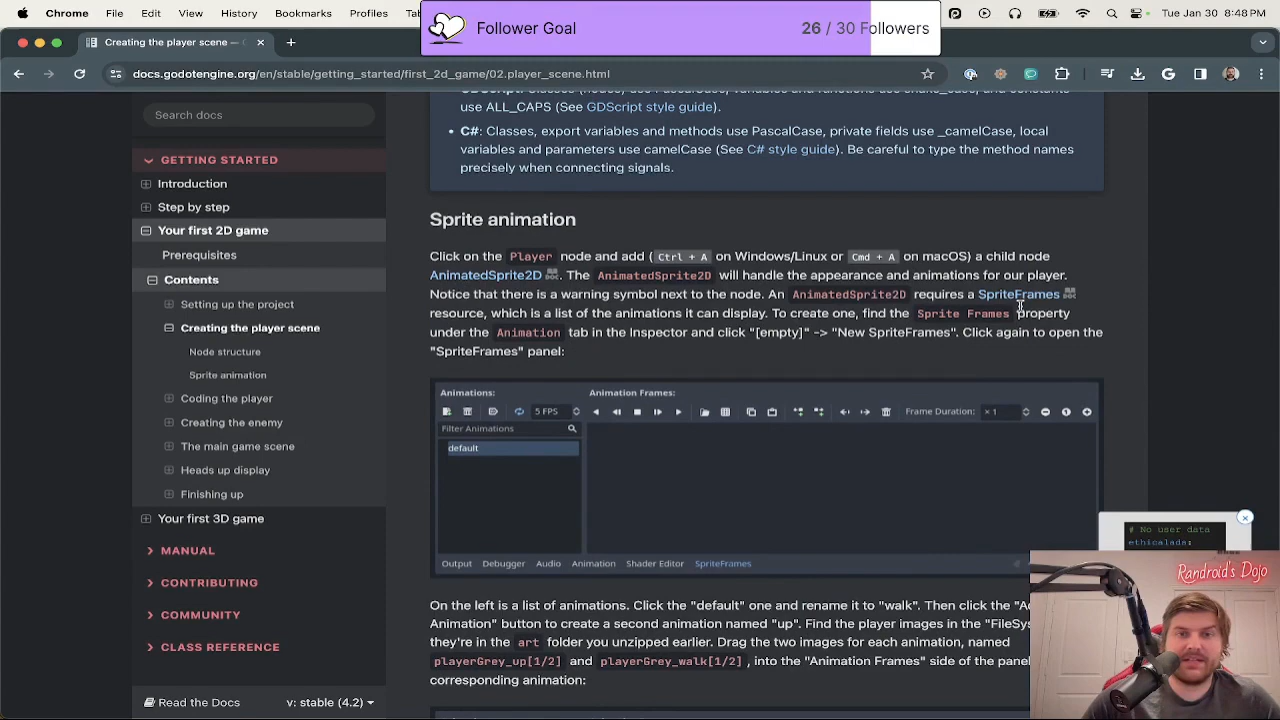 Chrome File Edit View History Bookmarks Profiles
Tue Jan 30 8:48 PM
Follower Goal
26 / 30 Followers
Creating the player scene —
docs.godotengine.org/en/stable/getting_started/first_2d_game/02.player_scene.html
Search docs
GETTING STARTED
Introduction
Step by step
Your first 2D game
Prerequisites
Contents
Setting up the project
Creating the player scene
Node structure
Sprite animation
Coding the player
Creating the enemy
The main game scene
Heads up display
Finishing up
Your first 3D game
MANUAL
CONTRIBUTING
COMMUNITY
CLASS REFERENCE
Read the Docs
v: stable (4.2)
use ALL_CAPS (See GDScript style guide).
C#: Classes, export variables and methods use PascalCase, private fields use _camelCase, local
variables and parameters use camelCase (See C# style guide). Be careful to type the method names
precisely when connecting signals.
Sprite animation
Click on the Player node and add (Ctrl + A on Windows/Linux or Cmd + A on macOS) a child node
AnimatedSprite2D. The AnimatedSprite2D will handle the appearance and animations for our player.
Notice that there is a warning symbol next to the node. An AnimatedSprite2D requires a SpriteFrames
resource, which is a list of the animations it can display. To create one, find the Sprite Frames property
under the Animation tab in the Inspector and click "[empty]" -> "New SpriteFrames". Click again to open the
"SpriteFrames" panel:
Animations:
Animation Frames:
5 FPS
Frame Duration: × 1
Filter Animations
default
Output Debugger Audio Animation Shader Editor SpriteFrames
On the left is a list of animations. Click the "default" one and rename it to "walk". Then click the
Animation" button to create a second animation named "up". Find the player images in the
they're in the art folder you unzipped earlier. Drag the two images for each animation, named
playerGrey_up[1/2] and playerGrey_walk[1/2], into the "Animation Frames" side of the panel
corresponding animation:
# No user data
ethicalads:
Randroid's Dojo